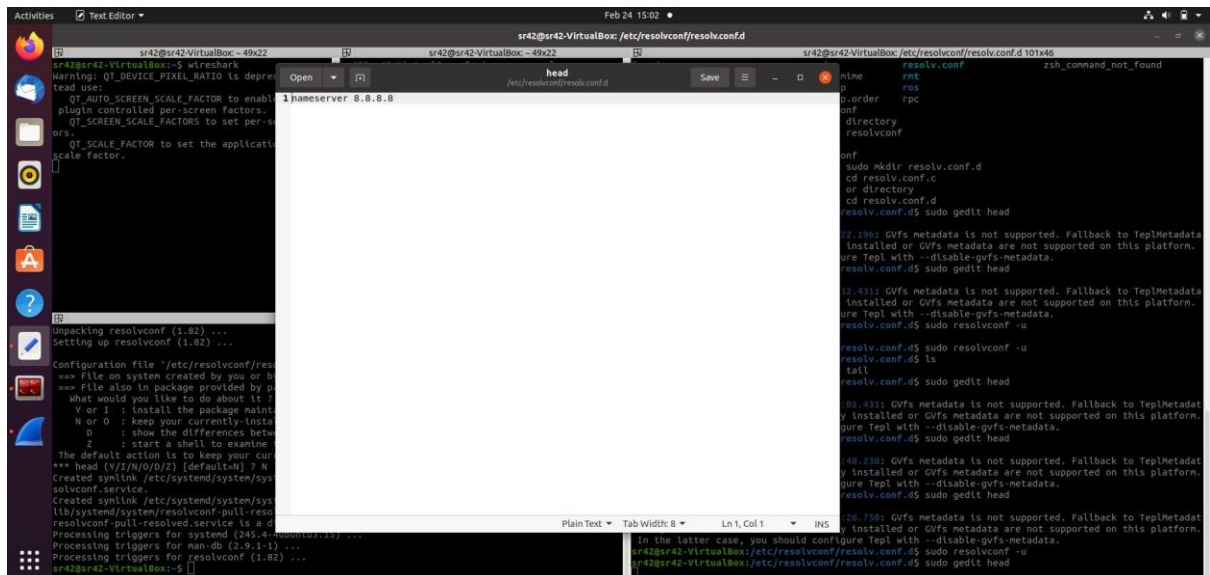 Activities Text Editor Feb 24 15:02
sr42@sr42-VirtualBox: /etc/resolvconf/resolv.conf.d
sr42@sr42-VirtualBox: ~ 49x22
sr42@sr42-VirtualBox: ~ 49x22
sr42@sr42-VirtualBox: /etc/resolvconf/resolv.conf.d 101x46
sr42@sr42-VirtualBox:~$ wireshark
Warning: QT_DEVICE_PIXEL_RATIO is depre
tead use:
QT_AUTO_SCREEN_SCALE_FACTOR to enabl
plugin controlled per-screen factors.
QT_SCREEN_SCALE_FACTORS to set per-s
ors.
QT_SCALE_FACTOR to set the applicati
scale factor.
Open
head
/etc/resolvconf/resolv.conf.d
Save
1 nameserver 8.8.8.8
Plain Text Tab Width: 8 Ln 1, Col 1 INS
Unpacking resolvconf (1.82) ...
Setting up resolvconf (1.82) ...
Configuration file '/etc/resolvconf/res
==> File on system created by you or b
==> File also in package provided by p
What would you like to do about it ?
Y or I : install the package maint
N or O : keep your currently-insta
D : show the differences betw
Z : start a shell to examine
The default action is to keep your cur
*** head (Y/I/N/O/D/Z) [default=N] ? N
Created symlink /etc/systemd/system/sys
solvconf.service.
Created symlink /etc/systemd/system/sys
lib/systemd/system/resolvconf-pull-reso
resolvconf-pull-resolved.service is a d
Processing triggers for systemd (245.4-4ubuntu3.15) ...
Processing triggers for man-db (2.9.1-1) ...
Processing triggers for resolvconf (1.82) ...
sr42@sr42-VirtualBox:~$
resolv.conf zsh_command_not_found
mime rmt
p ros
p.order rpc
onf
directory
resolvconf
onf
sudo mkdir resolv.conf.d
cd resolv.conf.c
or directory
cd resolv.conf.d
resolv.conf.d$ sudo gedit head
22.196: GVfs metadata is not supported. Fallback to TeplMetadata
installed or GVfs metadata are not supported on this platform.
ure Tepl with --disable-gvfs-metadata.
resolv.conf.d$ sudo gedit head
32.431: GVfs metadata is not supported. Fallback to TeplMetadata
installed or GVfs metadata are not supported on this platform.
ure Tepl with --disable-gvfs-metadata.
resolv.conf.d$ sudo resolvconf -u
resolv.conf.d$ sudo resolvconf -u
resolv.conf.d$ ls
tail
resolv.conf.d$ sudo gedit head
:01.431: GVfs metadata is not supported. Fallback to TeplMetadat
y installed or GVfs metadata are not supported on this platform.
gure Tepl with --disable-gvfs-metadata.
resolv.conf.d$ sudo gedit head
:48.238: GVfs metadata is not supported. Fallback to TeplMetadat
y installed or GVfs metadata are not supported on this platform.
gure Tepl with --disable-gvfs-metadata.
resolv.conf.d$ sudo gedit head
:26.750: GVfs metadata is not supported. Fallback to TeplMetadat
y installed or GVfs metadata are not supported on this platform.
In the latter case, you should configure Tepl with --disable-gvfs-metadata.
sr42@sr42-VirtualBox:/etc/resolvconf/resolv.conf.d$ sudo resolvconf -u
sr42@sr42-VirtualBox:/etc/resolvconf/resolv.conf.d$ sudo gedit head